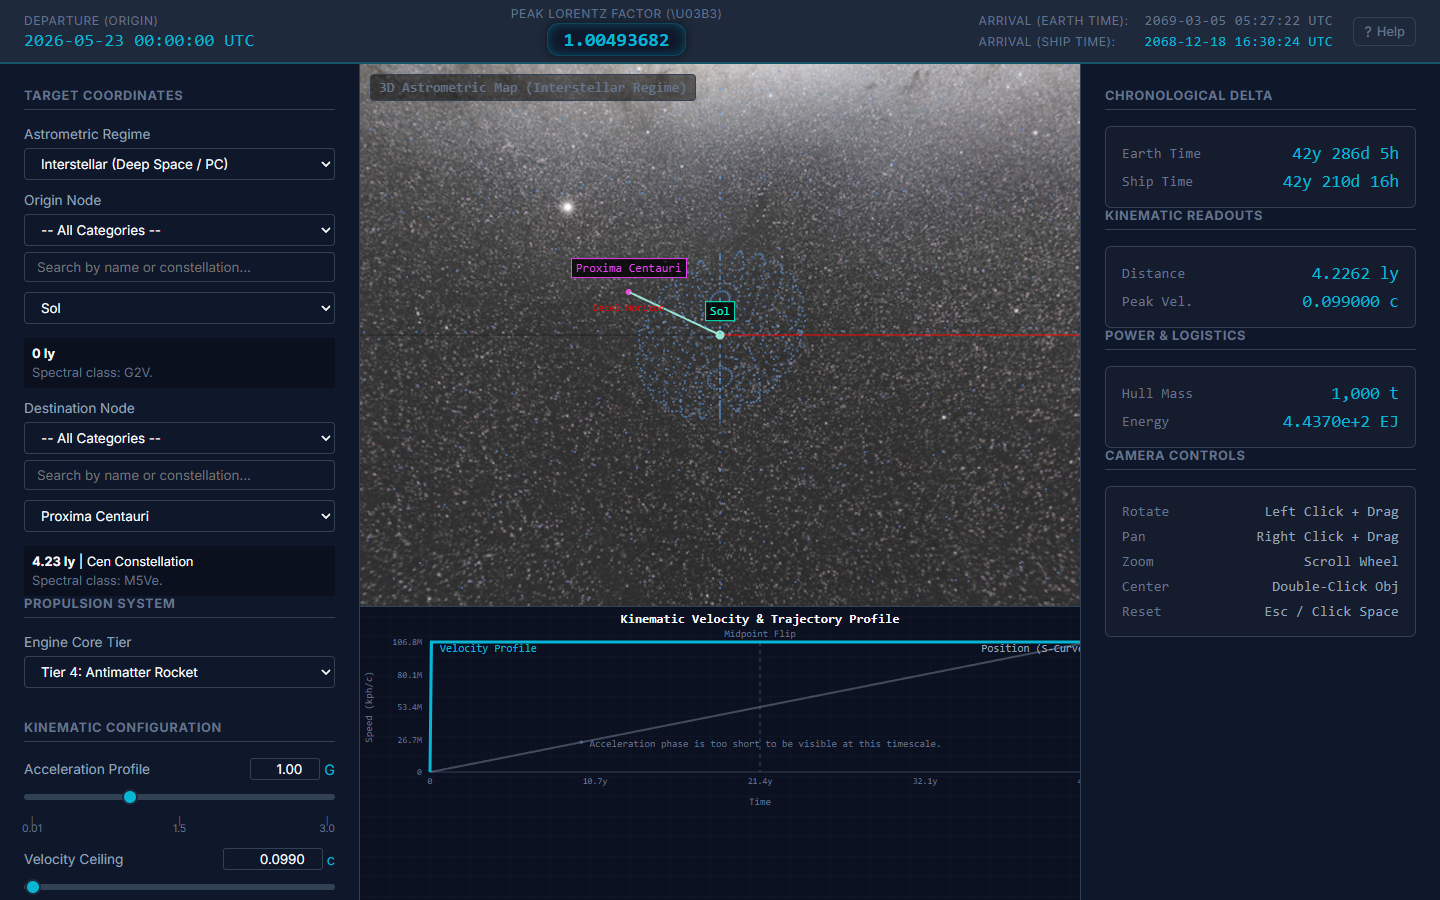 DEPARTURE (ORIGIN)
2026-05-23 00:00:00 UTC
PEAK LORENTZ FACTOR (\U03B3)
1.00493682
ARRIVAL (EARTH TIME): 2069-03-05 05:27:22 UTC
ARRIVAL (SHIP TIME): 2068-12-18 16:30:24 UTC
? Help
TARGET COORDINATES
Astrometric Regime
Interstellar (Deep Space / PC)
Origin Node
-- All Categories --
Search by name or constellation...
Sol
0 ly
Spectral class: G2V.
Destination Node
-- All Categories --
Search by name or constellation...
Proxima Centauri
4.23 ly | Cen Constellation
Spectral class: M5Ve.
PROPULSION SYSTEM
Engine Core Tier
Tier 4: Antimatter Rocket
KINEMATIC CONFIGURATION
Acceleration Profile 1.00 G
0.01 1.5 3.0
Velocity Ceiling 0.0990 c
3D Astrometric Map (Interstellar Regime)
Proxima Centauri
Sol
Kinematic Velocity & Trajectory Profile
Midpoint Flip
106.8M
Velocity Profile
Position (S-Curve
80.1M
53.4M
26.7M
0
Speed (kph/c)
Acceleration phase is too short to be visible at this timescale.
0 10.7y 21.4y 32.1y
Time
CHRONOLOGICAL DELTA
Earth Time 42y 286d 5h
Ship Time 42y 210d 16h
KINEMATIC READOUTS
Distance 4.2262 ly
Peak Vel. 0.099000 c
POWER & LOGISTICS
Hull Mass 1,000 t
Energy 4.4370e+2 EJ
CAMERA CONTROLS
Rotate Left Click + Drag
Pan Right Click + Drag
Zoom Scroll Wheel
Center Double-Click Obj
Reset Esc / Click Space